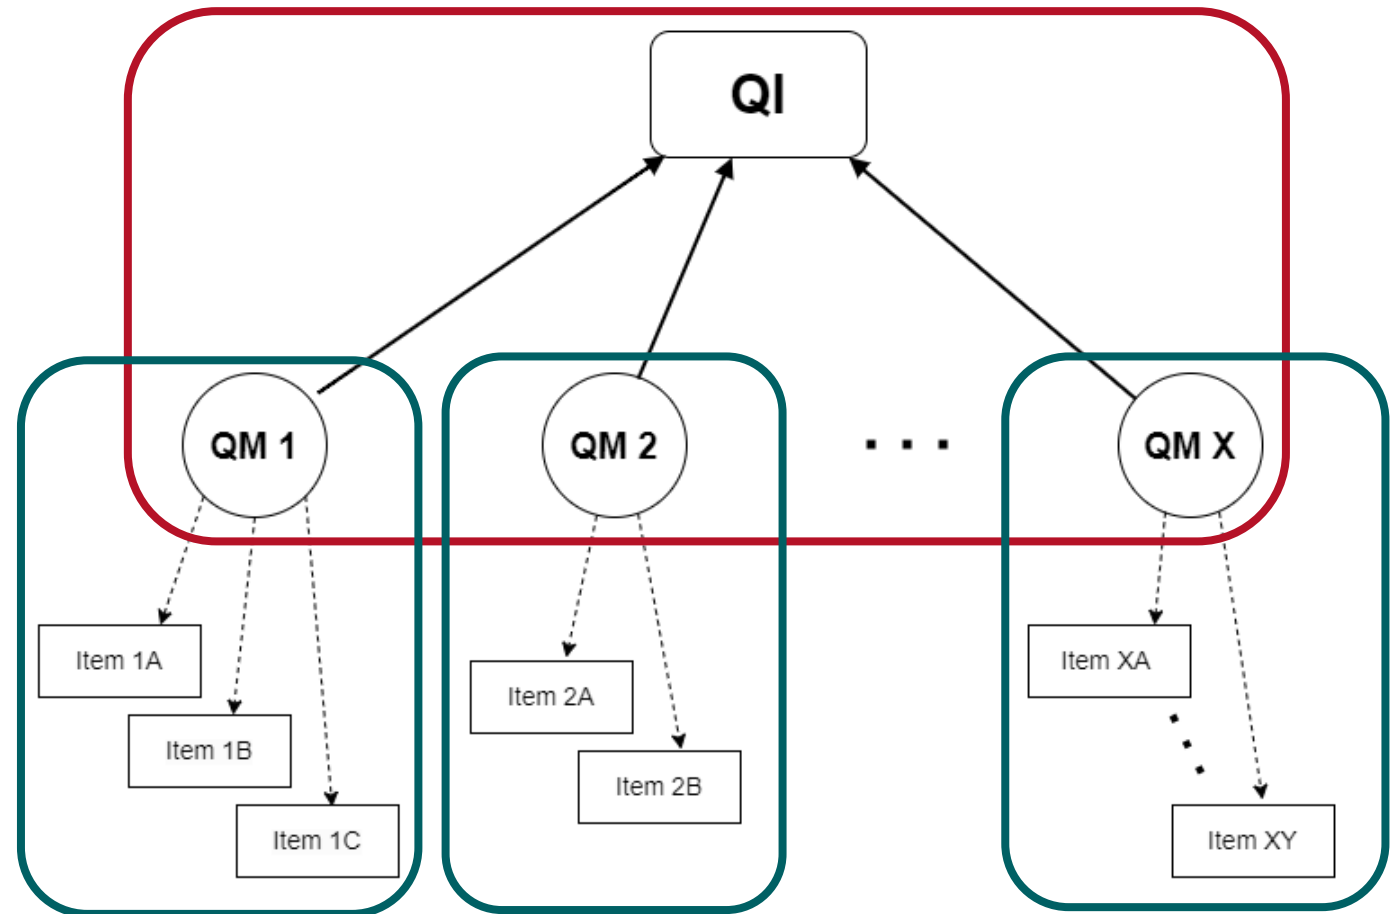 QI
QM 1
QM 2
. . .
QM X
Item 1A
Item 1B
Item 1C
Item 2A
Item 2B
Item XA
Item XY